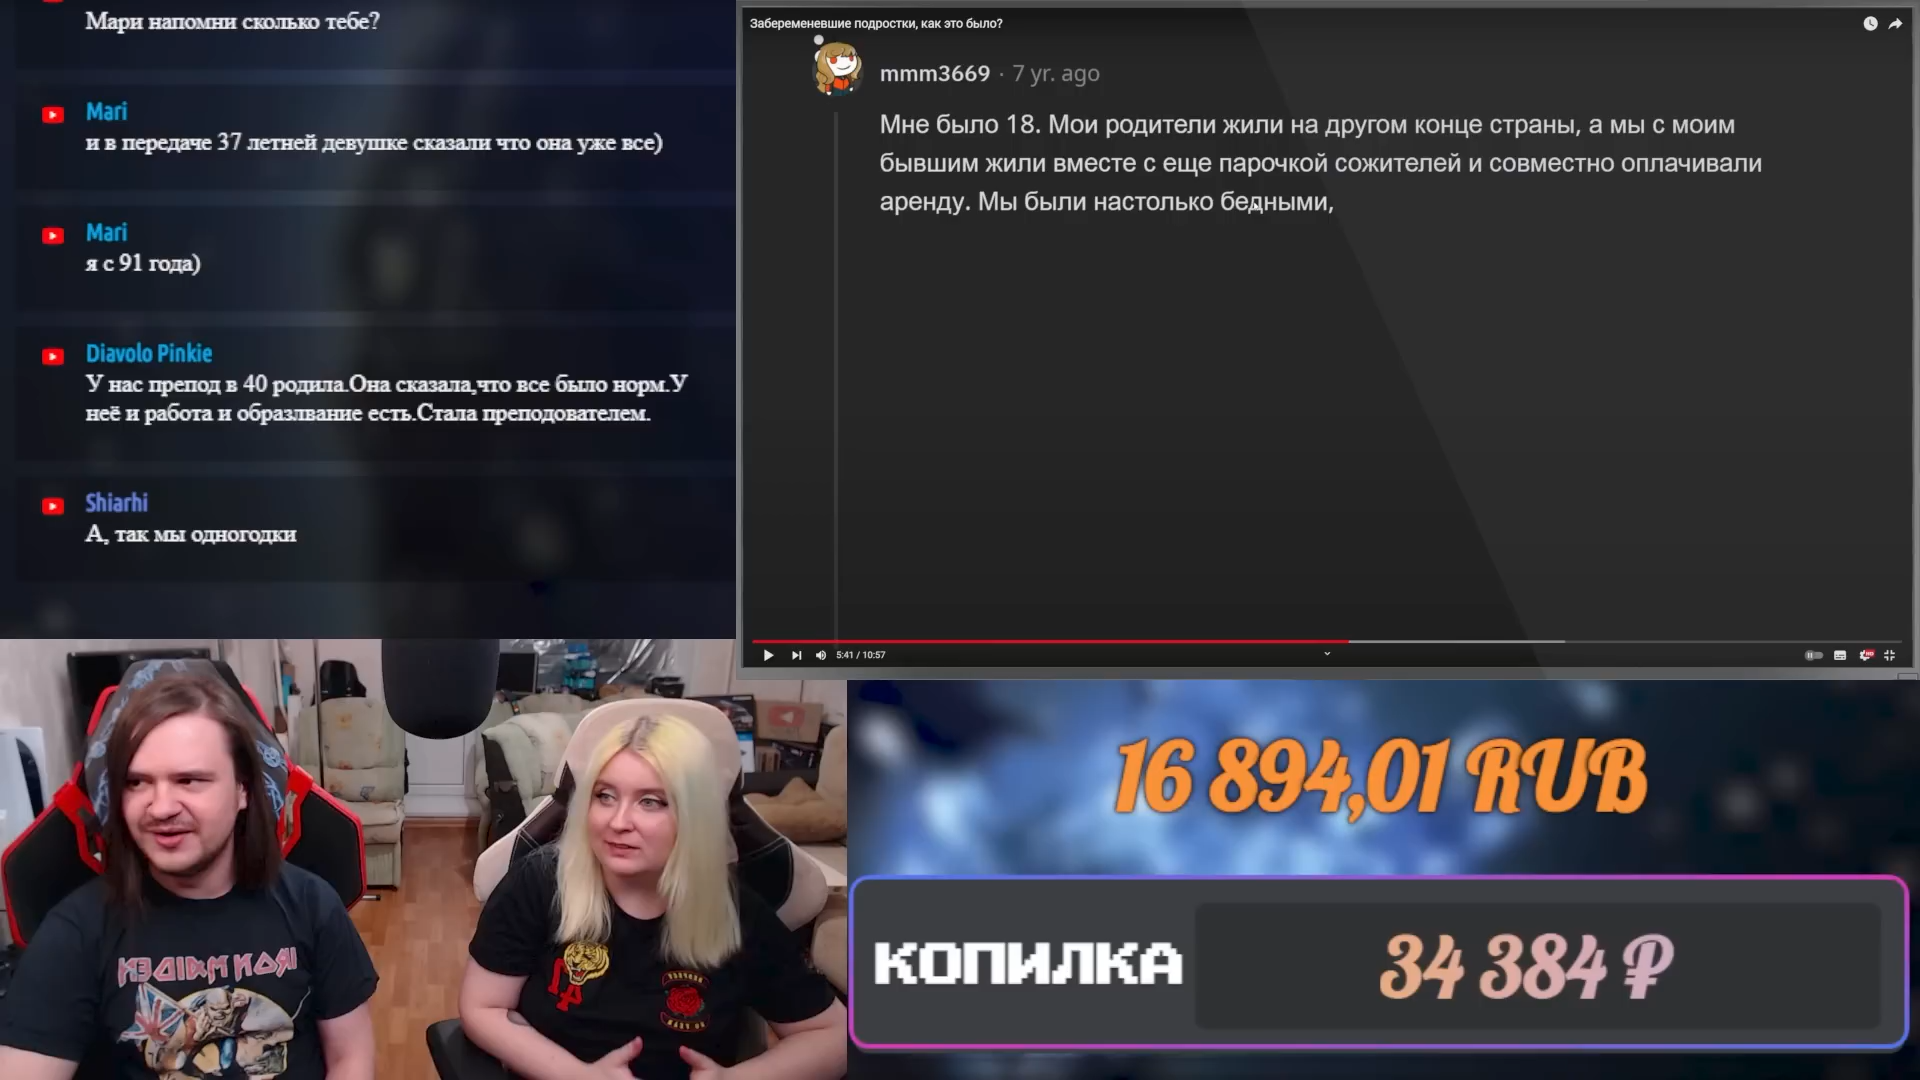 Мари напомни сколько тебе?
Mari
и в передаче 37 летней девушке сказали что она уже все)
Mari
я с 91 года)
Diavolo Pinkie
У нас препод в 40 родила.Она сказала,что все было норм.У
неё и работа и образлвание есть.Стала преподователем.
Shiarhi
А, так мы одногодки
Забеременевшие подростки, как это было?
mmm3669 · 7 yr. ago
Мне было 18. Мои родители жили на другом конце страны, а мы с моим
бывшим жили вместе с еще парочкой сожителей и совместно оплачивали
аренду. Мы были настолько бедными,
5:41 / 10:57
16 894,01 RUB
КОПИЛКА
34 384 ₽